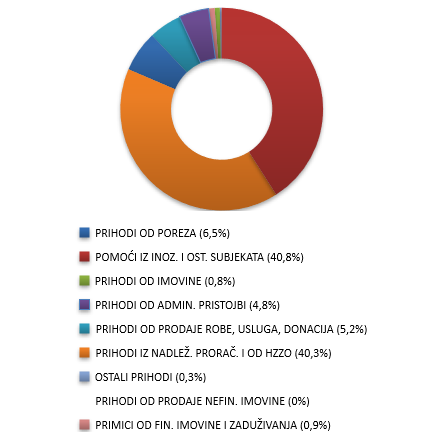 PRIHODI OD POREZA (6,5%)
POMOĆI IZ INOZ. I OST. SUBJEKATA (40,8%)
PRIHODI OD IMOVINE (0,8%)
PRIHODI OD ADMIN. PRISTOJBI (4,8%)
PRIHODI OD PRODAJE ROBE, USLUGA, DONACIJA (5,2%)
PRIHODI IZ NADLEŽ. PRORAČ. I OD HZZO (40,3%)
OSTALI PRIHODI (0,3%)
PRIHODI OD PRODAJE NEFIN. IMOVINE (0%)
PRIMICI OD FIN. IMOVINE I ZADUŽIVANJA (0,9%)